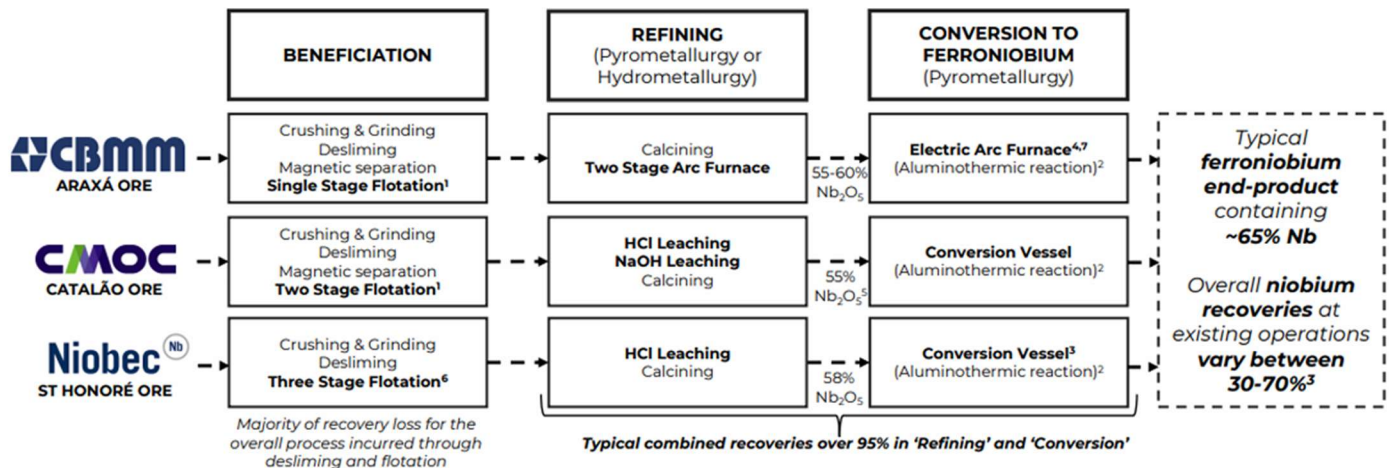 BENEFICIATION
REFINING
(Pyrometallurgy or
Hydrometallurgy)
CONVERSION TO
FERRONIOBIUM
(Pyrometallurgy)
CBMM
ARAXÁ ORE
Crushing & Grinding
Desliming
Magnetic separation
Single Stage Flotation¹
Calcining
Two Stage Arc Furnace
55-60%
Nb₂O₅
Electric Arc Furnace⁴,⁷
(Aluminothermic reaction)²
CMOC
CATALÃO ORE
Crushing & Grinding
Desliming
Magnetic separation
Two Stage Flotation¹
HCl Leaching
NaOH Leaching
Calcining
55%
Nb₂O₅⁵
Conversion Vessel
(Aluminothermic reaction)²
Niobec Nb
ST HONORÉ ORE
Crushing & Grinding
Desliming
Three Stage Flotation⁶
HCl Leaching
Calcining
58%
Nb₂O₅
Conversion Vessel³
(Aluminothermic reaction)²
Typical
ferroniobium
end-product
containing
~65% Nb
Overall niobium
recoveries at
existing operations
vary between
30-70%³
Majority of recovery loss for the
overall process incurred through
desliming and flotation
Typical combined recoveries over 95% in ‘Refining’ and ‘Conversion’